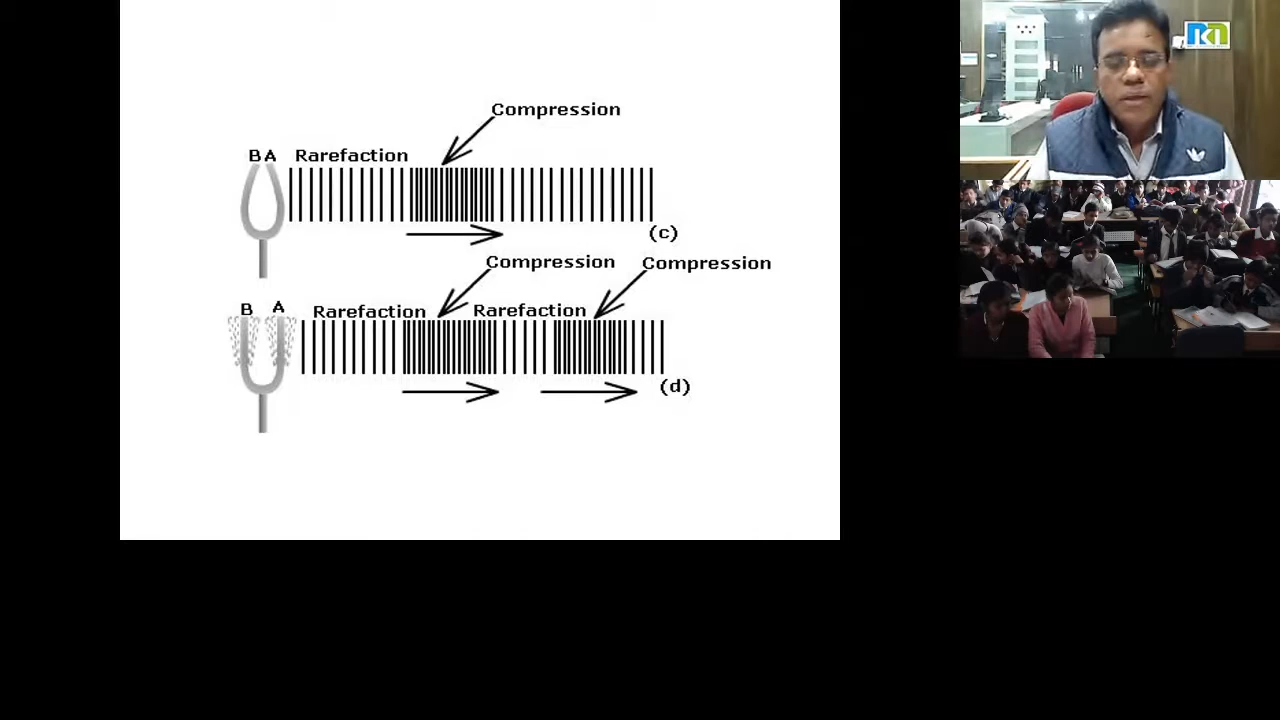 Compression
B A Rarefaction
(c)
Compression Compression
B A Rarefaction Rarefaction
(d)